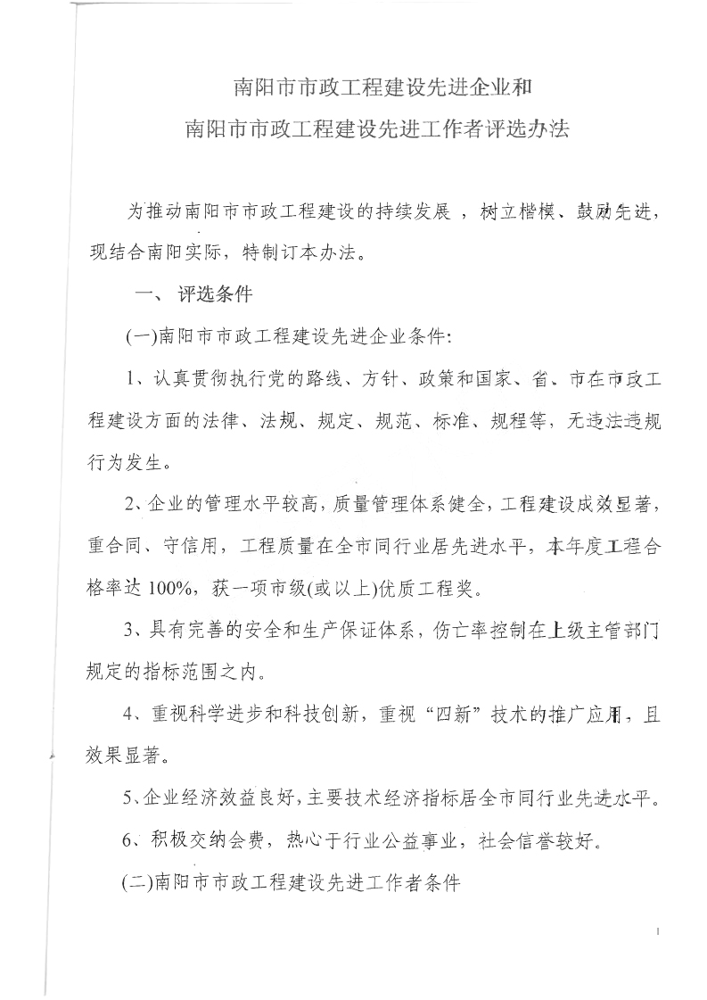 南阳市市政工程建设先进企业和
南阳市市政工程建设先进工作者评选办法
为推动南阳市市政工程建设的持续发展，树立楷模、鼓励先进，
现结合南阳实际，特制订本办法。
一、 评选条件
(一)南阳市市政工程建设先进企业条件：
1、认真贯彻执行党的路线、方针、政策和国家、省、市在市政工
程建设方面的法律、法规、规定、规范、标准、规程等，无违法违规
行为发生。
2、企业的管理水平较高，质量管理体系健全，工程建设成效显著，
重合同、守信用，工程质量在全市同行业居先进水平，本年度工程合
格率达 100%，获一项市级(或以上)优质工程奖。
3、具有完善的安全和生产保证体系，伤亡率控制在上级主管部门
规定的指标范围之内。
4、重视科学进步和科技创新，重视“四新”技术的推广应用，且
效果显著。
5、企业经济效益良好，主要技术经济指标居全市同行业先进水平。
6、积极交纳会费，热心于行业公益事业，社会信誉较好。
(二)南阳市市政工程建设先进工作者条件
1